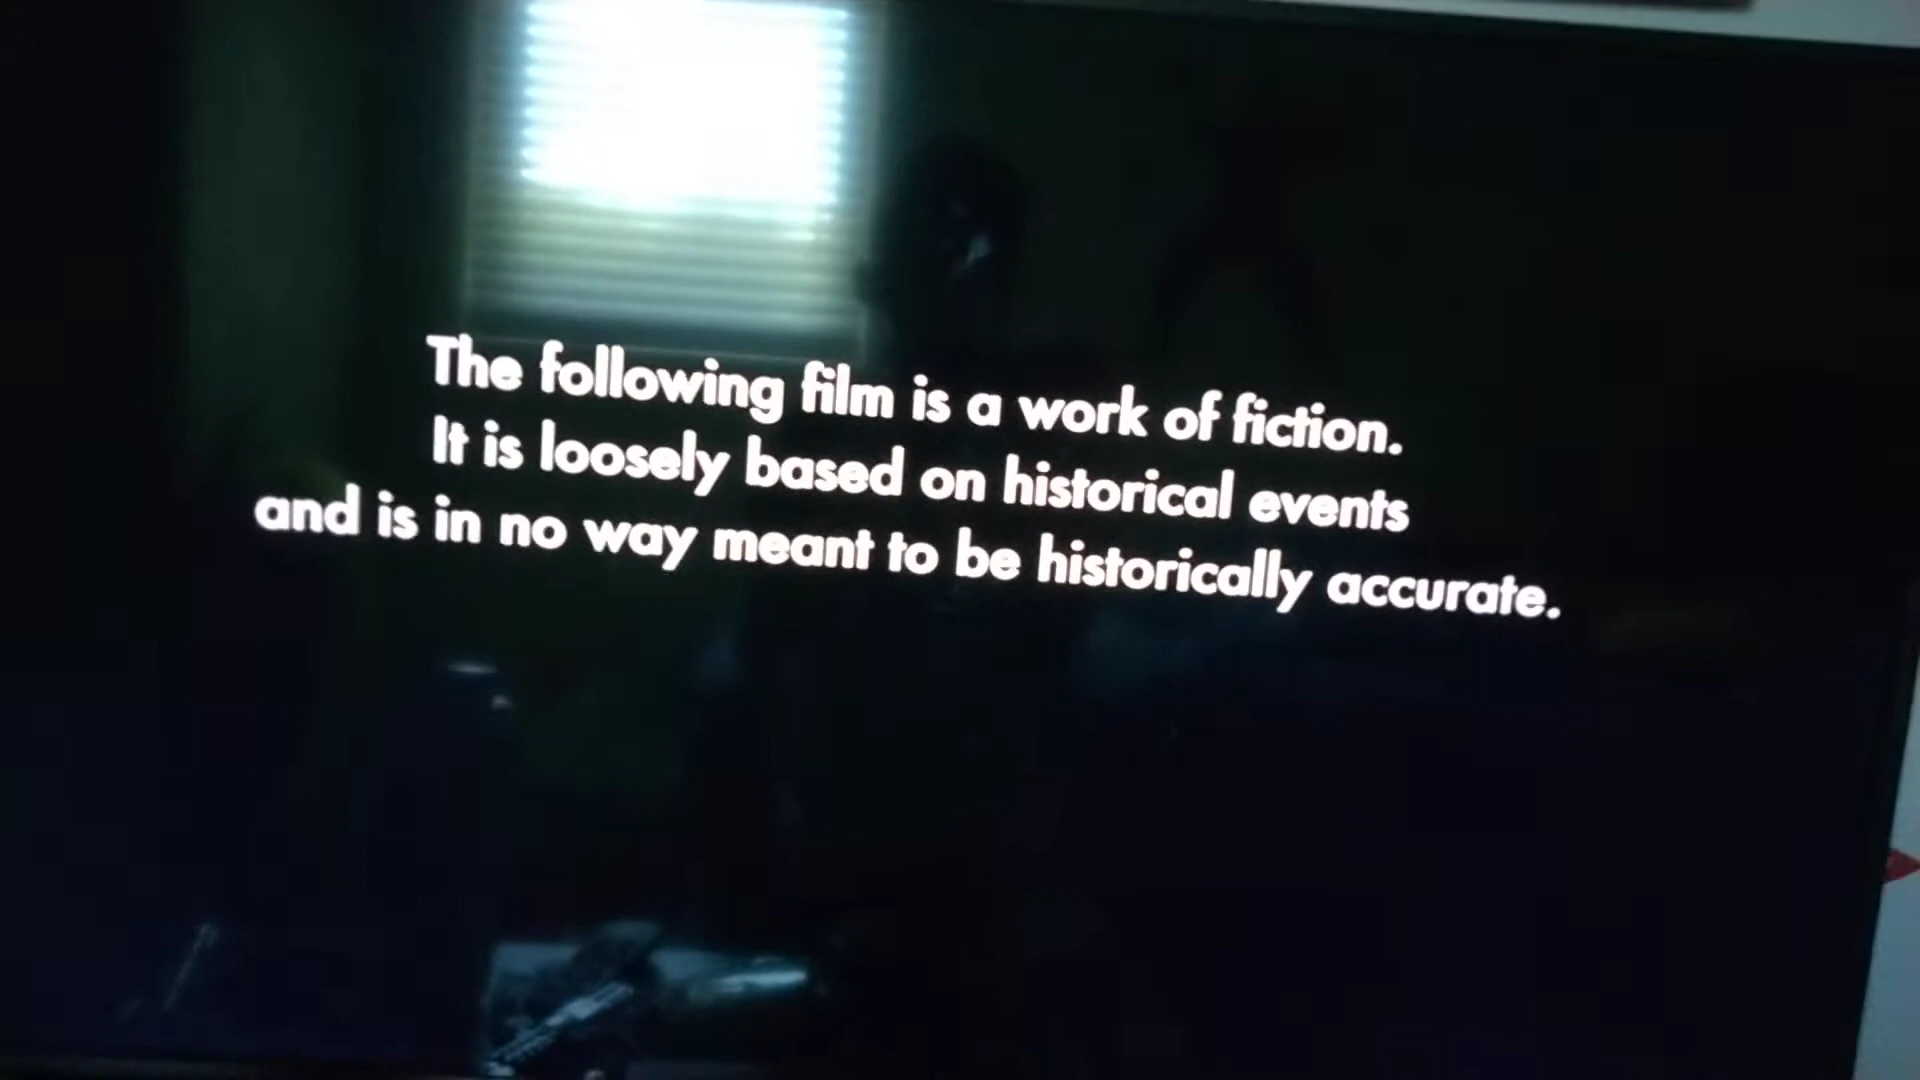 The following film is a work of fiction.
It is loosely based on historical events
and is in no way meant to be historically accurate.